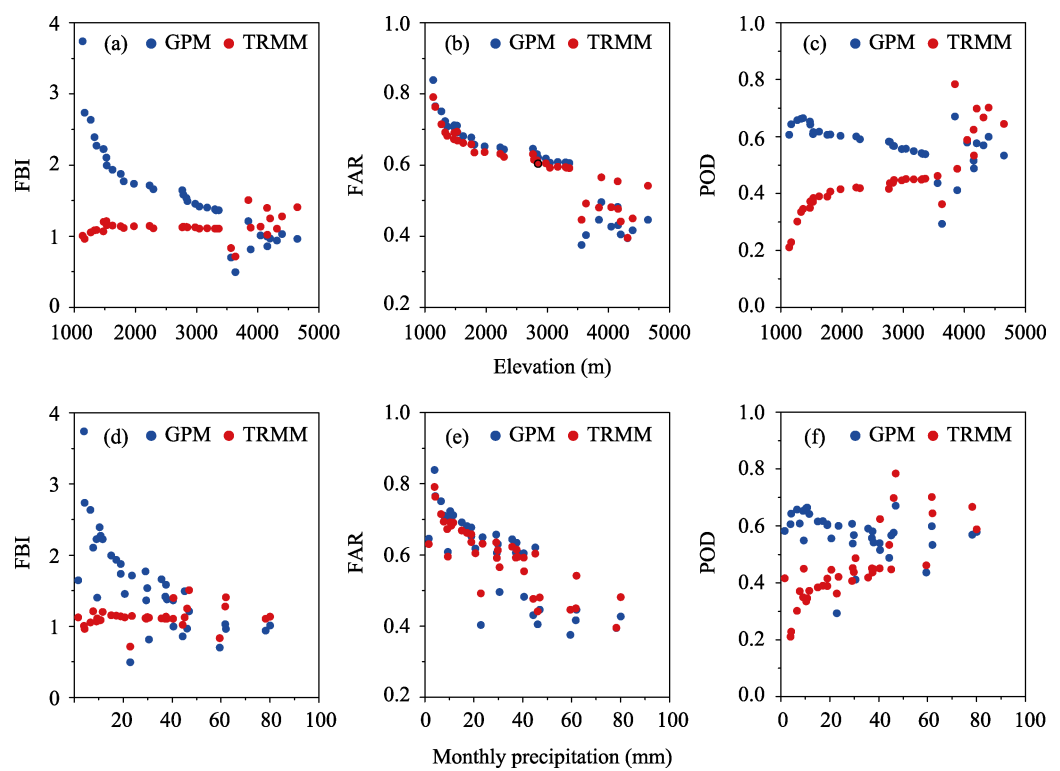 (a) GPM TRMM
FBI
4
3
2
1
0
1000 2000 3000 4000 5000
(b) GPM TRMM
FAR
1.0
0.8
0.6
0.4
0.2
1000 2000 3000 4000 5000
(c) GPM TRMM
POD
1.0
0.8
0.6
0.4
0.2
0.0
1000 2000 3000 4000 5000
Elevation (m)
(d) GPM TRMM
FBI
4
3
2
1
0
20 40 60 80 100
(e) GPM TRMM
FAR
1.0
0.8
0.6
0.4
0.2
0 20 40 60 80 100
(f) GPM TRMM
POD
1.0
0.8
0.6
0.4
0.2
0.0
0 20 40 60 80 100
Monthly precipitation (mm)